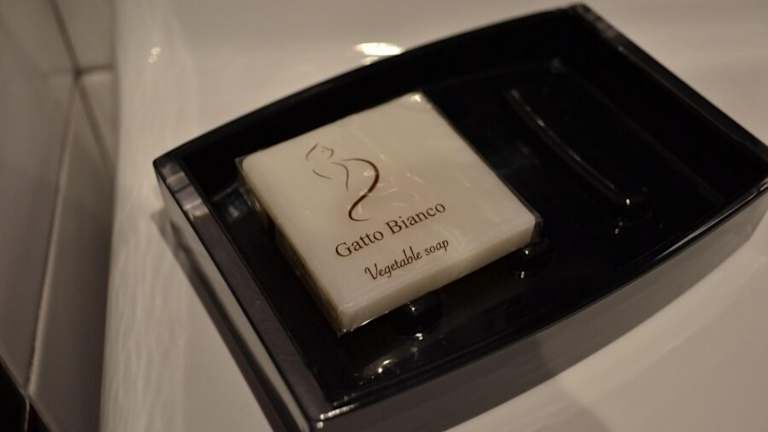 Gatto Bianco
Vegetable soap